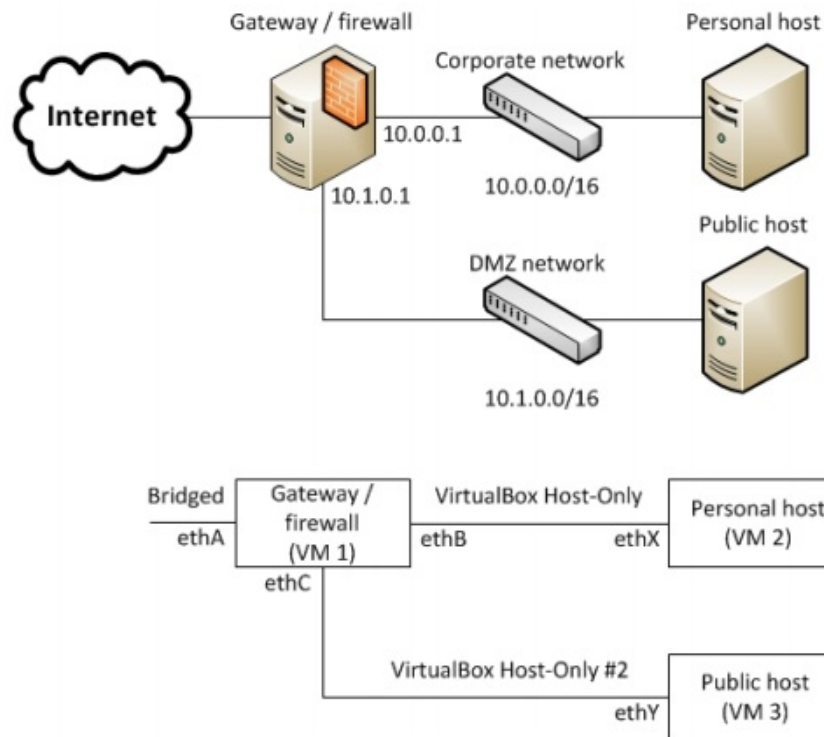 Gateway / firewall
Personal host
Corporate network
Internet
10.0.0.1
10.1.0.1
10.0.0.0/16
Public host
DMZ network
10.1.0.0/16
Bridged
ethA
Gateway /
firewall
(VM 1)
VirtualBox Host-Only
ethB
ethX
Personal host
(VM 2)
ethC
VirtualBox Host-Only #2
ethY
Public host
(VM 3)